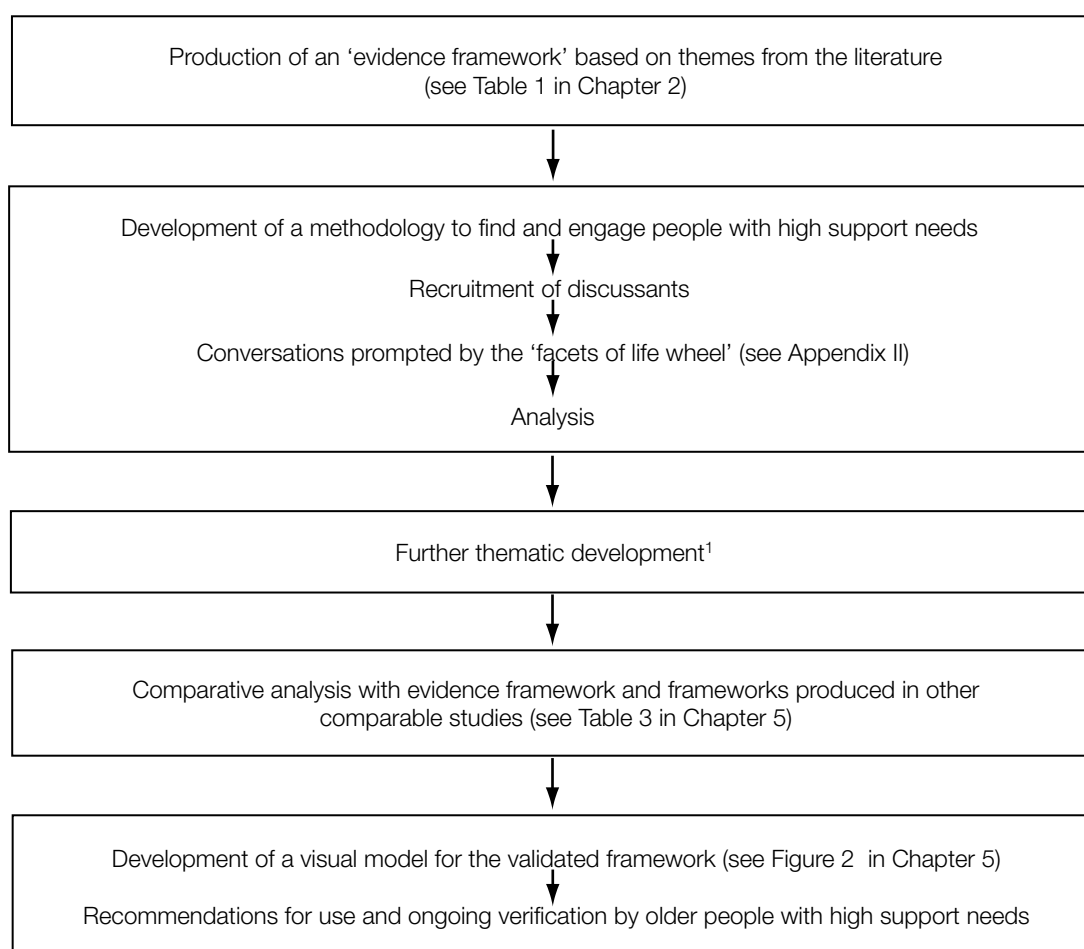 Production of an ‘evidence framework’ based on themes from the literature
(see Table 1 in Chapter 2)
Development of a methodology to find and engage people with high support needs
Recruitment of discussants
Conversations prompted by the ‘facets of life wheel’ (see Appendix II)
Analysis
Further thematic development¹
Comparative analysis with evidence framework and frameworks produced in other
comparable studies (see Table 3 in Chapter 5)
Development of a visual model for the validated framework (see Figure 2 in Chapter 5)
Recommendations for use and ongoing verification by older people with high support needs